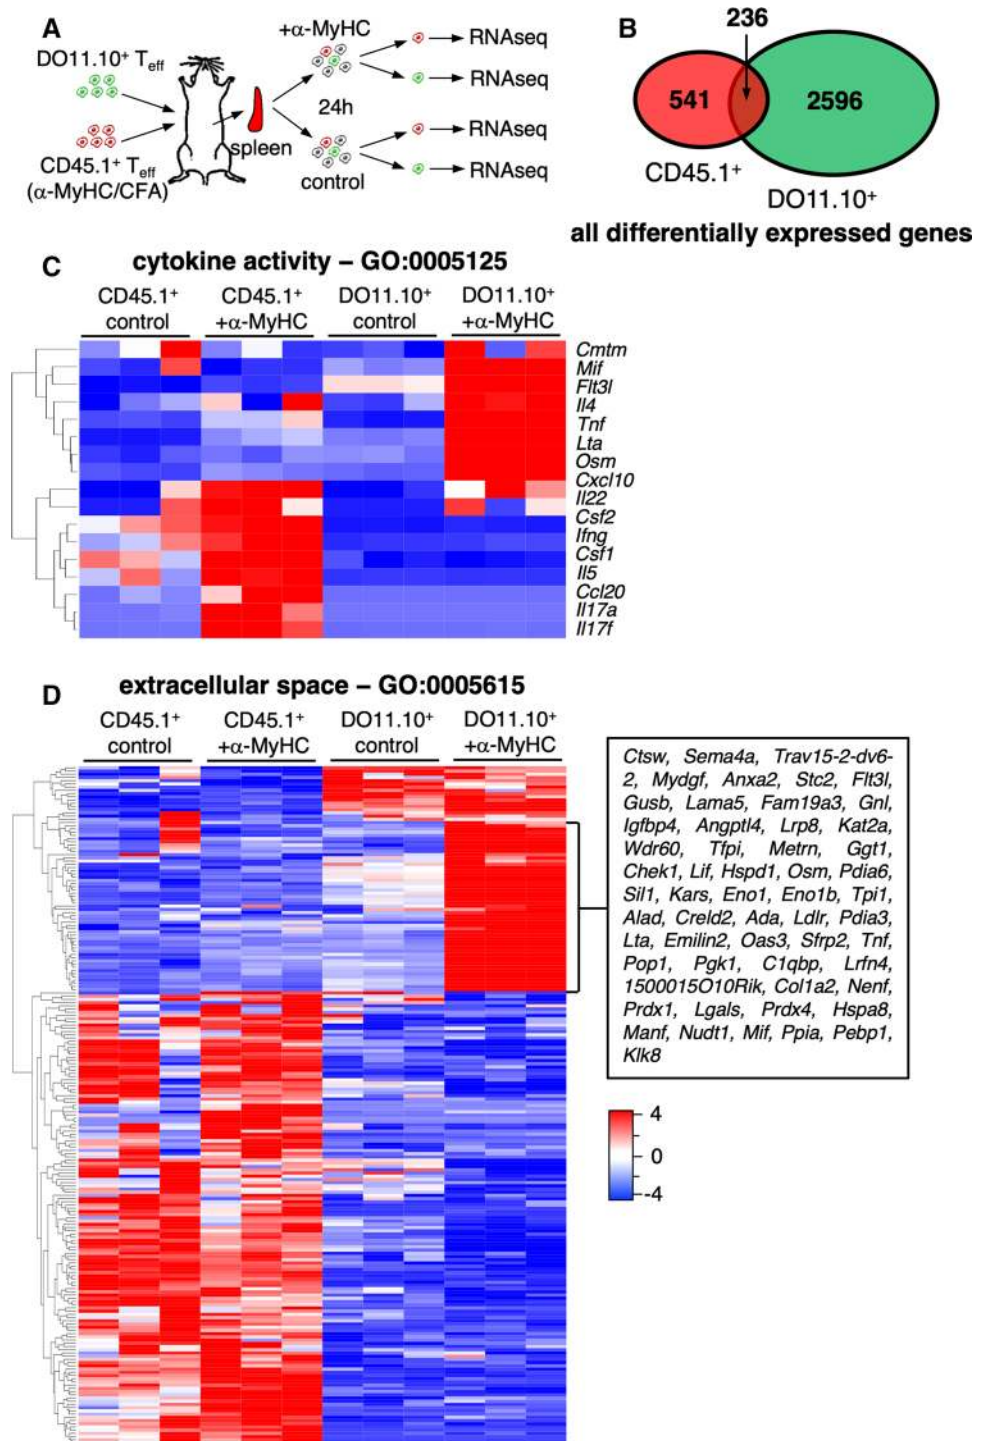 A
DO11.10⁺ Teff
CD45.1⁺ Teff
(α-MyHC/CFA)
spleen
+α-MyHC
24h
control
RNAseq
RNAseq
RNAseq
RNAseq
B
236
541
2596
CD45.1⁺
DO11.10⁺
all differentially expressed genes
C
cytokine activity – GO:0005125
CD45.1⁺
control
CD45.1⁺
+α-MyHC
DO11.10⁺
control
DO11.10⁺
+α-MyHC
Cmtm
Mif
Flt3l
Il4
Tnf
Lta
Osm
Cxcl10
Il22
Csf2
Ifng
Csf1
Il5
Ccl20
Il17a
Il17f
D
extracellular space – GO:0005615
CD45.1⁺
control
CD45.1⁺
+α-MyHC
DO11.10⁺
control
DO11.10⁺
+α-MyHC
Ctsw, Sema4a, Trav15-2-dv6-
2, Mydgf, Anxa2, Stc2, Flt3l,
Gusb, Lama5, Fam19a3, Gnl,
Igfbp4, Angptl4, Lrp8, Kat2a,
Wdr60, Tfpi, Metrn, Ggt1,
Chek1, Lif, Hspd1, Osm, Pdia6,
Sil1, Kars, Eno1, Eno1b, Tpi1,
Alad, Creld2, Ada, Ldlr, Pdia3,
Lta, Emilin2, Oas3, Sfrp2, Tnf,
Pop1, Pgk1, C1qbp, Lrfn4,
1500015O10Rik, Col1a2, Nenf,
Prdx1, Lgals, Prdx4, Hspa8,
Manf, Nudt1, Mif, Ppia, Pebp1,
Klk8
4
0
-4